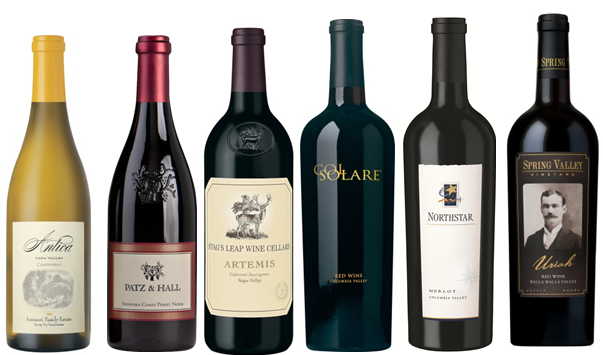 Antica
NAPA VALLEY
CHARDONNAY
Antinori Family Estate
PATZ & HALL
Sonoma Coast Pinot Noir
STAG'S LEAP WINE CELLARS
ARTEMIS
Cabernet Sauvignon
Napa Valley
COL
SOLARE
RED WINE
COLUMBIA VALLEY
NORTHSTAR
MERLOT
COLUMBIA VALLEY
SPRING
SPRING VALLEY
VINEYARD
Uriah
RED WINE
WALLA WALLA VALLEY